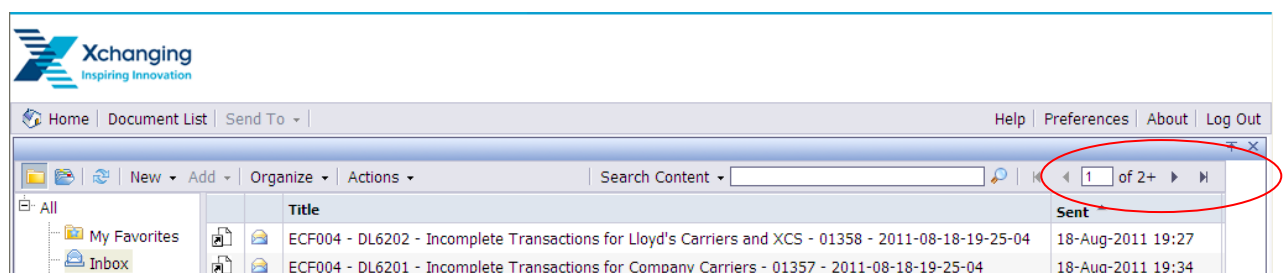 Xchanging
Inspiring Innovation
Home Document List Send To Help Preferences About Log Out
New Add Organize Actions Search Content 1 of 2+
All Title Sent
My Favorites ECF004 - DL6202 - Incomplete Transactions for Lloyd's Carriers and XCS - 01358 - 2011-08-18-19-25-04 18-Aug-2011 19:27
Inbox ECF004 - DL6201 - Incomplete Transactions for Company Carriers - 01357 - 2011-08-18-19-25-04 18-Aug-2011 19:34